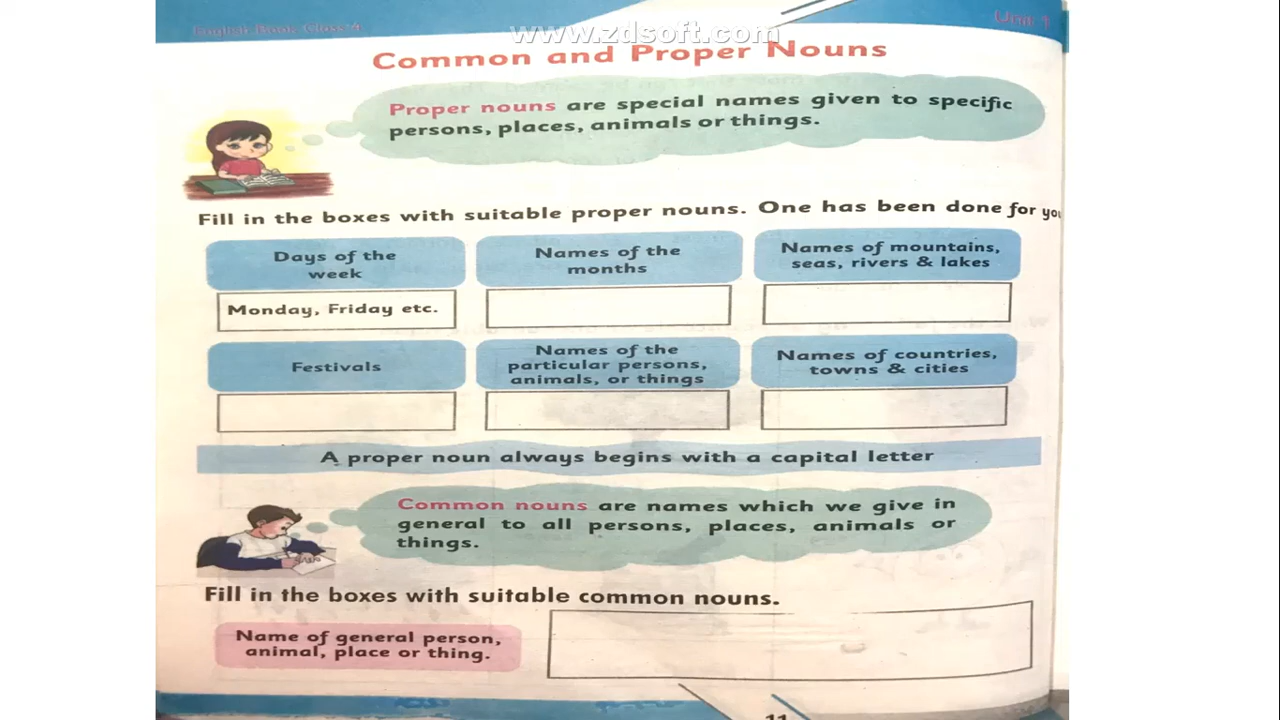 English Book Class 4
www.zdsoft.com
Unit 1
Common and Proper Nouns
Proper nouns are special names given to specific
persons, places, animals or things.
Fill in the boxes with suitable proper nouns. One has been done for you
Days of the
week
Names of the
months
Names of mountains,
seas, rivers & lakes
Monday, Friday etc.
Festivals
Names of the
particular persons,
animals, or things
Names of countries,
towns & cities
A proper noun always begins with a capital letter
Common nouns are names which we give in
general to all persons, places, animals or
things.
Fill in the boxes with suitable common nouns.
Name of general person,
animal, place or thing.
11